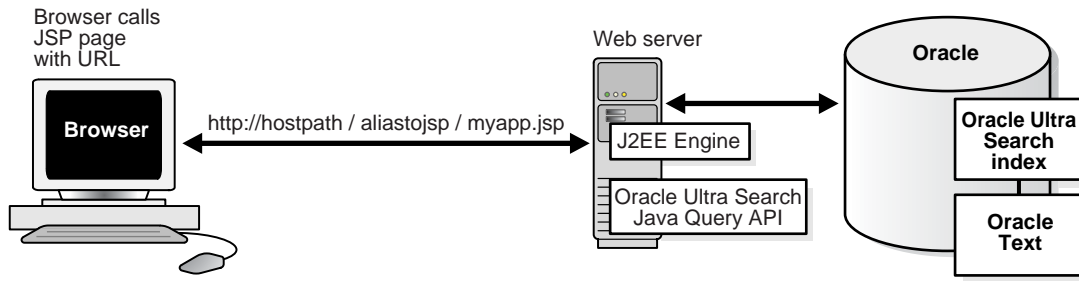 Browser calls
JSP page
with URL
Browser
http://hostpath / aliastojsp / myapp.jsp
Web server
J2EE Engine
Oracle Ultra Search
Java Query API
Oracle
Oracle Ultra
Search
index
Oracle
Text